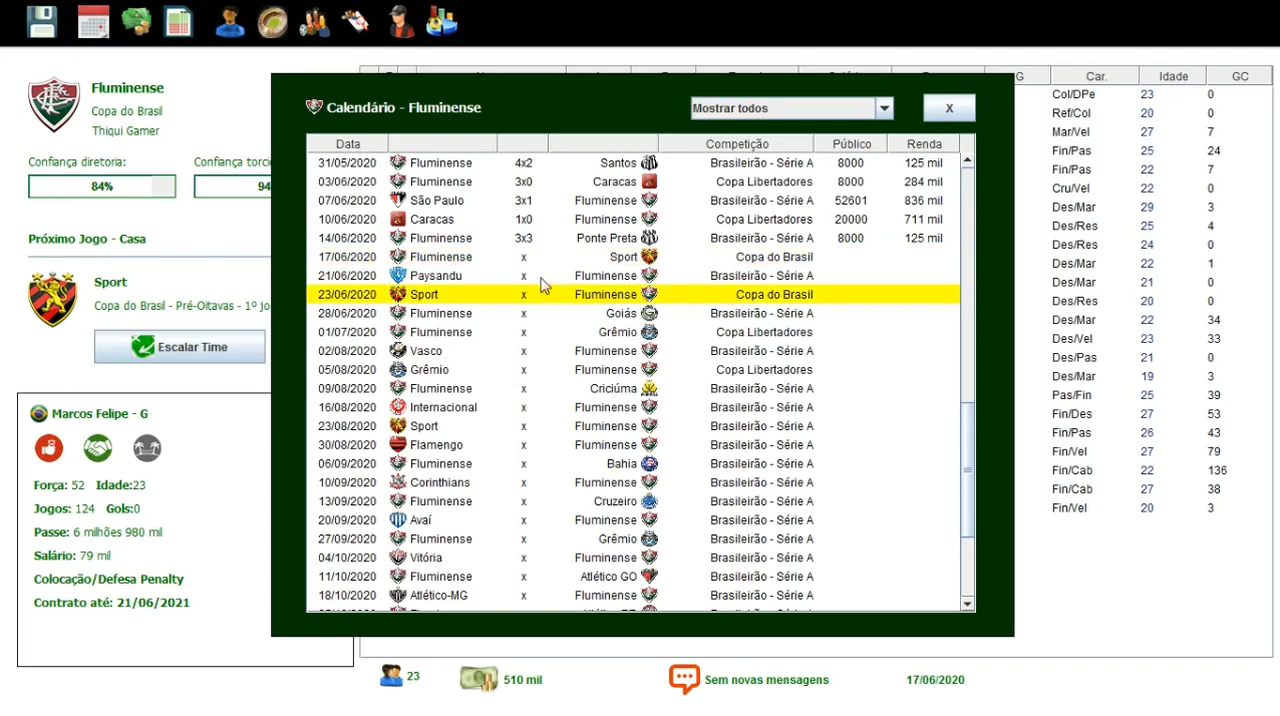 Fluminense
Copa do Brasil
Thiqui Gamer
Confiança diretoria:
Confiança torci
84%
94
Próximo Jogo - Casa
Sport
Copa do Brasil - Pré-Oitavas - 1º jo
Escalar Time
Marcos Felipe - G
Força: 52 Idade:23
Jogos: 124 Gols:0
Passe: 6 milhões 980 mil
Salário: 79 mil
Colocação/Defesa Penalty
Contrato até: 21/06/2021
Calendário - Fluminense
Mostrar todos
X
Data Competição Público Renda
31/05/2020 Fluminense 4x2 Santos Brasileirão - Série A 8000 125 mil
03/06/2020 Fluminense 3x0 Caracas Copa Libertadores 8000 284 mil
07/06/2020 São Paulo 3x1 Fluminense Brasileirão - Série A 52601 836 mil
10/06/2020 Caracas 1x0 Fluminense Copa Libertadores 20000 711 mil
14/06/2020 Fluminense 3x3 Ponte Preta Brasileirão - Série A 8000 125 mil
17/06/2020 Fluminense x Sport Copa do Brasil
21/06/2020 Paysandu x Fluminense Brasileirão - Série A
23/06/2020 Sport x Fluminense Copa do Brasil
28/06/2020 Fluminense x Goiás Brasileirão - Série A
01/07/2020 Fluminense x Grêmio Copa Libertadores
02/08/2020 Vasco x Fluminense Brasileirão - Série A
05/08/2020 Grêmio x Fluminense Copa Libertadores
09/08/2020 Fluminense x Criciúma Brasileirão - Série A
16/08/2020 Internacional x Fluminense Brasileirão - Série A
23/08/2020 Sport x Fluminense Brasileirão - Série A
30/08/2020 Flamengo x Fluminense Brasileirão - Série A
06/09/2020 Fluminense x Bahia Brasileirão - Série A
10/09/2020 Corinthians x Fluminense Brasileirão - Série A
13/09/2020 Fluminense x Cruzeiro Brasileirão - Série A
20/09/2020 Avaí x Fluminense Brasileirão - Série A
27/09/2020 Fluminense x Grêmio Brasileirão - Série A
04/10/2020 Vitória x Fluminense Brasileirão - Série A
11/10/2020 Fluminense x Atlético GO Brasileirão - Série A
18/10/2020 Atlético-MG x Fluminense Brasileirão - Série A
G Car. Idade GC
Col/DPe 23 0
Ref/Col 20 0
Mar/Vel 27 7
Fin/Pas 25 24
Fin/Pas 22 7
Cru/Vel 22 0
Des/Mar 29 3
Des/Res 25 4
Des/Res 24 0
Des/Mar 22 1
Des/Mar 21 0
Des/Res 20 0
Des/Mar 22 34
Des/Vel 23 33
Des/Pas 21 0
Des/Mar 19 3
Pas/Fin 25 39
Fin/Des 27 53
Fin/Pas 26 43
Fin/Vel 27 79
Fin/Cab 22 136
Fin/Cab 27 38
Fin/Vel 20 3
23
510 mil
Sem novas mensagens
17/06/2020